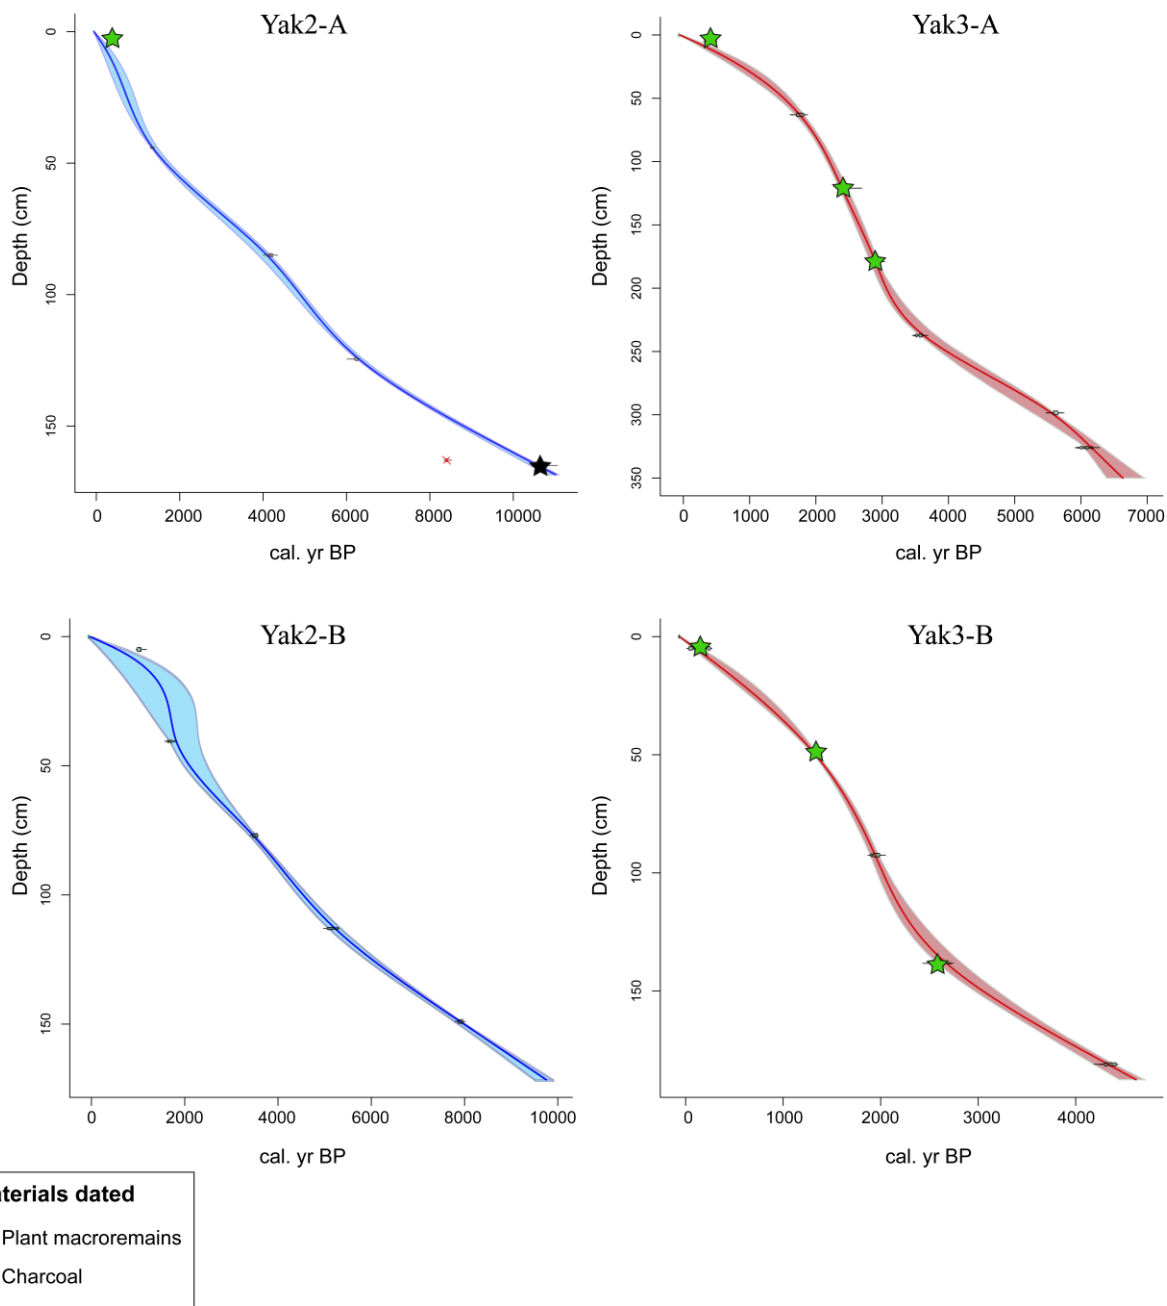 Yak2-A
0
50
100
150
Depth (cm)
0 2000 4000 6000 8000 10000
cal. yr BP
Yak3-A
0
50
100
150
200
250
300
350
Depth (cm)
0 1000 2000 3000 4000 5000 6000 7000
cal. yr BP
Yak2-B
0
50
100
150
Depth (cm)
0 2000 4000 6000 8000 10000
cal. yr BP
Yak3-B
0
50
100
150
Depth (cm)
0 1000 2000 3000 4000
cal. yr BP
aterials dated
Plant macroremains
Charcoal